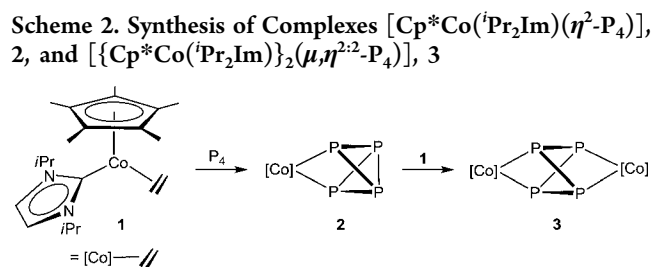 Scheme 2. Synthesis of Complexes [Cp*Co(ⁱPr₂Im)(η²-P₄)],
2, and [{Cp*Co(ⁱPr₂Im)}₂(μ,η²:²-P₄)], 3
Co
iPr
N
N
iPr
1
= [Co]
P₄
[Co]
P P
P P
2
1
[Co]
P P
P P
[Co]
3